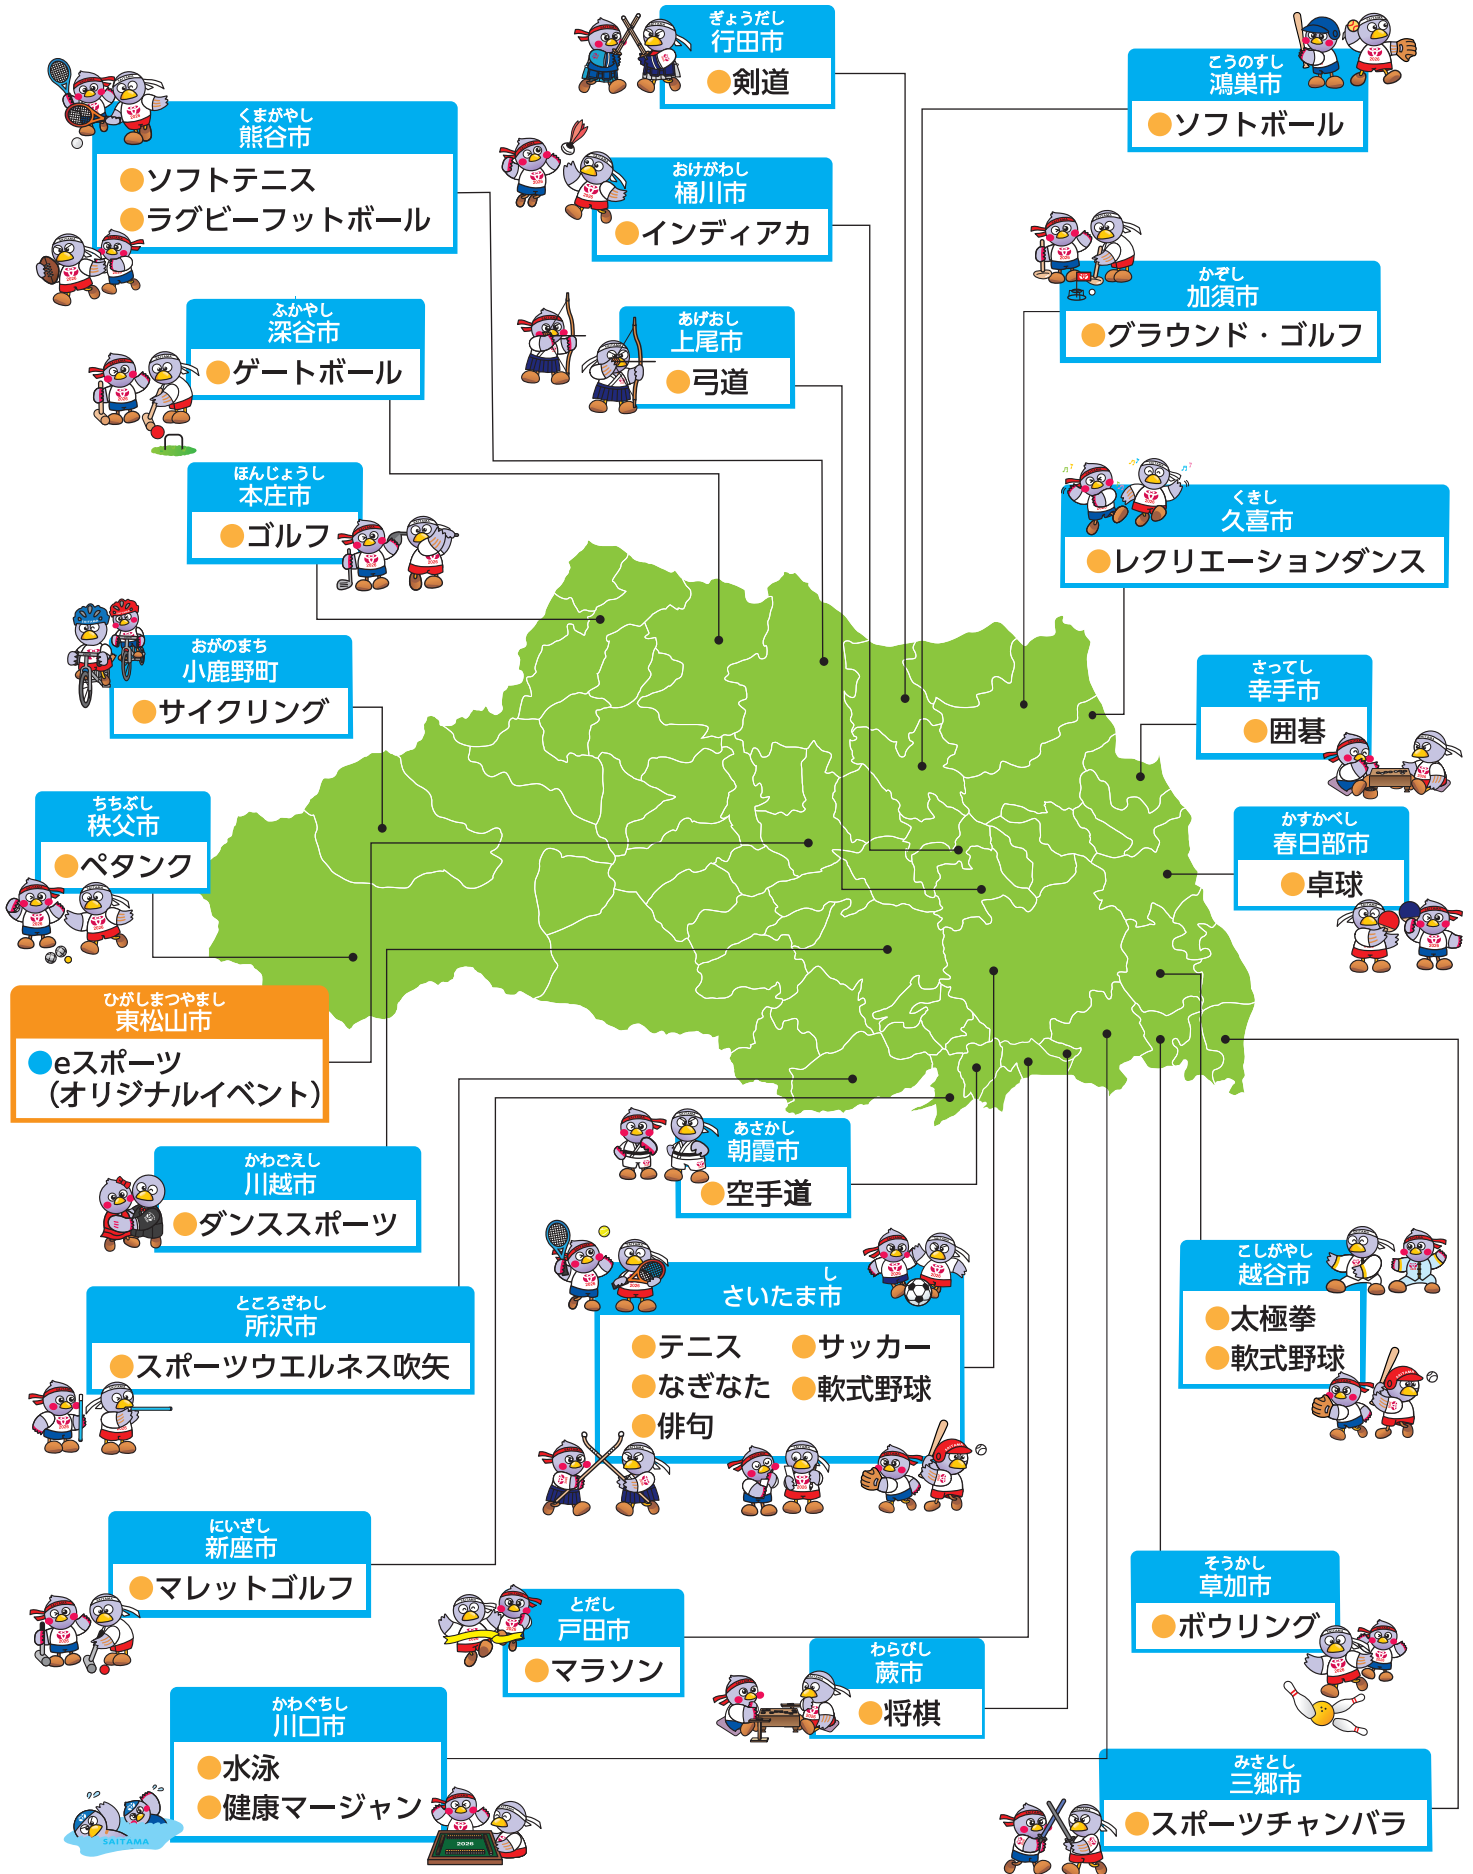 ぎょうだし
行田市
剣道
こうのすし
鴻巣市
ソフトボール
くまがやし
熊谷市
ソフトテニス
ラグビーフットボール
おけがわし
桶川市
インディアカ
かぞし
加須市
グラウンド・ゴルフ
ふかやし
深谷市
ゲートボール
あげおし
上尾市
弓道
ほんじょうし
本庄市
ゴルフ
くきし
久喜市
レクリエーションダンス
おがのまち
小鹿野町
サイクリング
さってし
幸手市
囲碁
ちちぶし
秩父市
ペタンク
かすかべし
春日部市
卓球
ひがしまつやまし
東松山市
eスポーツ
(オリジナルイベント)
あさかし
朝霞市
空手道
かわごえし
川越市
ダンススポーツ
こしがやし
越谷市
太極拳
軟式野球
ところざわし
所沢市
スポーツウエルネス吹矢
し
さいたま市
テニス
サッカー
なぎなた
軟式野球
俳句
にいざし
新座市
マレットゴルフ
とだし
戸田市
マラソン
そうかし
草加市
ボウリング
わらびし
蕨市
将棋
かわぐちし
川口市
水泳
健康マージャン
SAITAMA
2026
みさとし
三郷市
スポーツチャンバラ